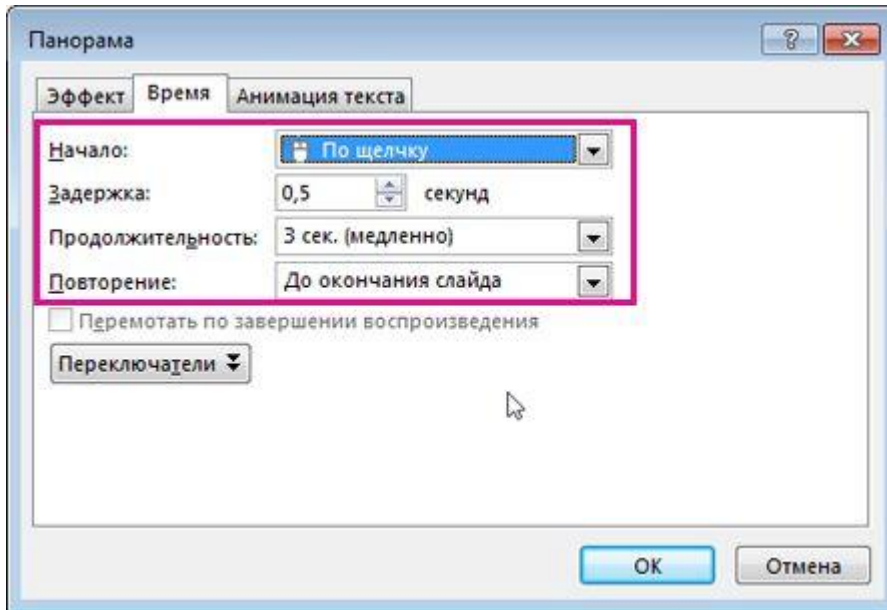 Панорама
Эффект Время Анимация текста
Начало: По щелчку
Задержка: 0,5 секунд
Продолжительность: 3 сек. (медленно)
Повторение: До окончания слайда
Перемотать по завершении воспроизведения
Переключатели
ОК Отмена